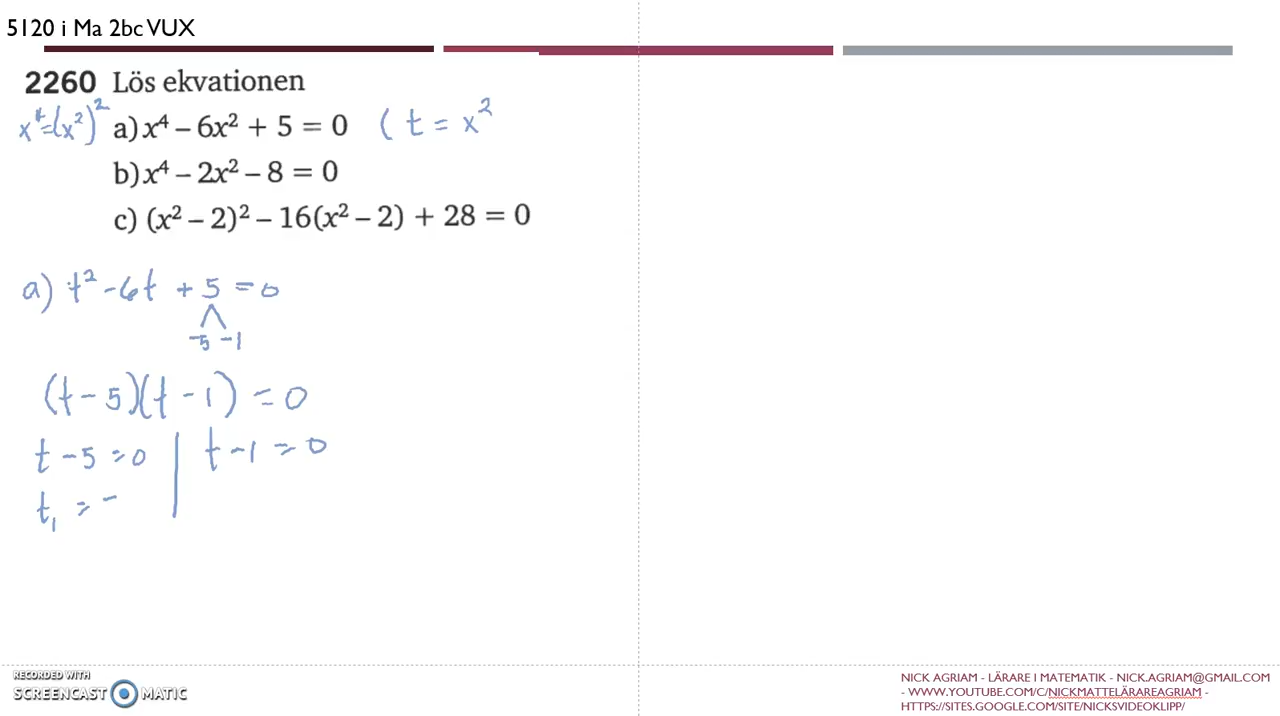 5120 i Ma 2bc VUX
2260 Lös ekvationen
x⁴=(x²)² a) x⁴ – 6x² + 5 = 0 ( t = x²
b) x⁴ – 2x² – 8 = 0
c) (x² – 2)² – 16(x² – 2) + 28 = 0
a) t² - 6t + 5 = 0
-5 -1
(t - 5)(t - 1) = 0
t - 5 = 0 | t - 1 = 0
t₁ =
RECORDED WITH
SCREENCAST MATIC
NICK AGRIAM - LÄRARE I MATEMATIK - NICK.AGRIAM@GMAIL.COM
- WWW.YOUTUBE.COM/C/NICKMATTELÄRAREAGRIAM -
HTTPS://SITES.GOOGLE.COM/SITE/NICKSVIDEOKLIPP/